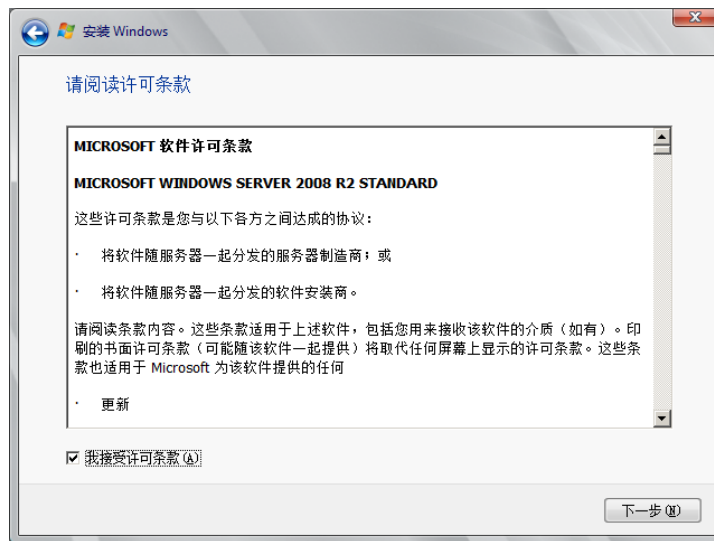 安装 Windows
请阅读许可条款
MICROSOFT 软件许可条款
MICROSOFT WINDOWS SERVER 2008 R2 STANDARD
这些许可条款是您与以下各方之间达成的协议：
· 将软件随服务器一起分发的服务器制造商；或
· 将软件随服务器一起分发的软件安装商。
请阅读条款内容。这些条款适用于上述软件，包括您用来接收该软件的介质（如有）。印
刷的书面许可条款（可能随该软件一起提供）将取代任何屏幕上显示的许可条款。这些条
款也适用于 Microsoft 为该软件提供的任何
· 更新
我接受许可条款(A)
下一步(N)